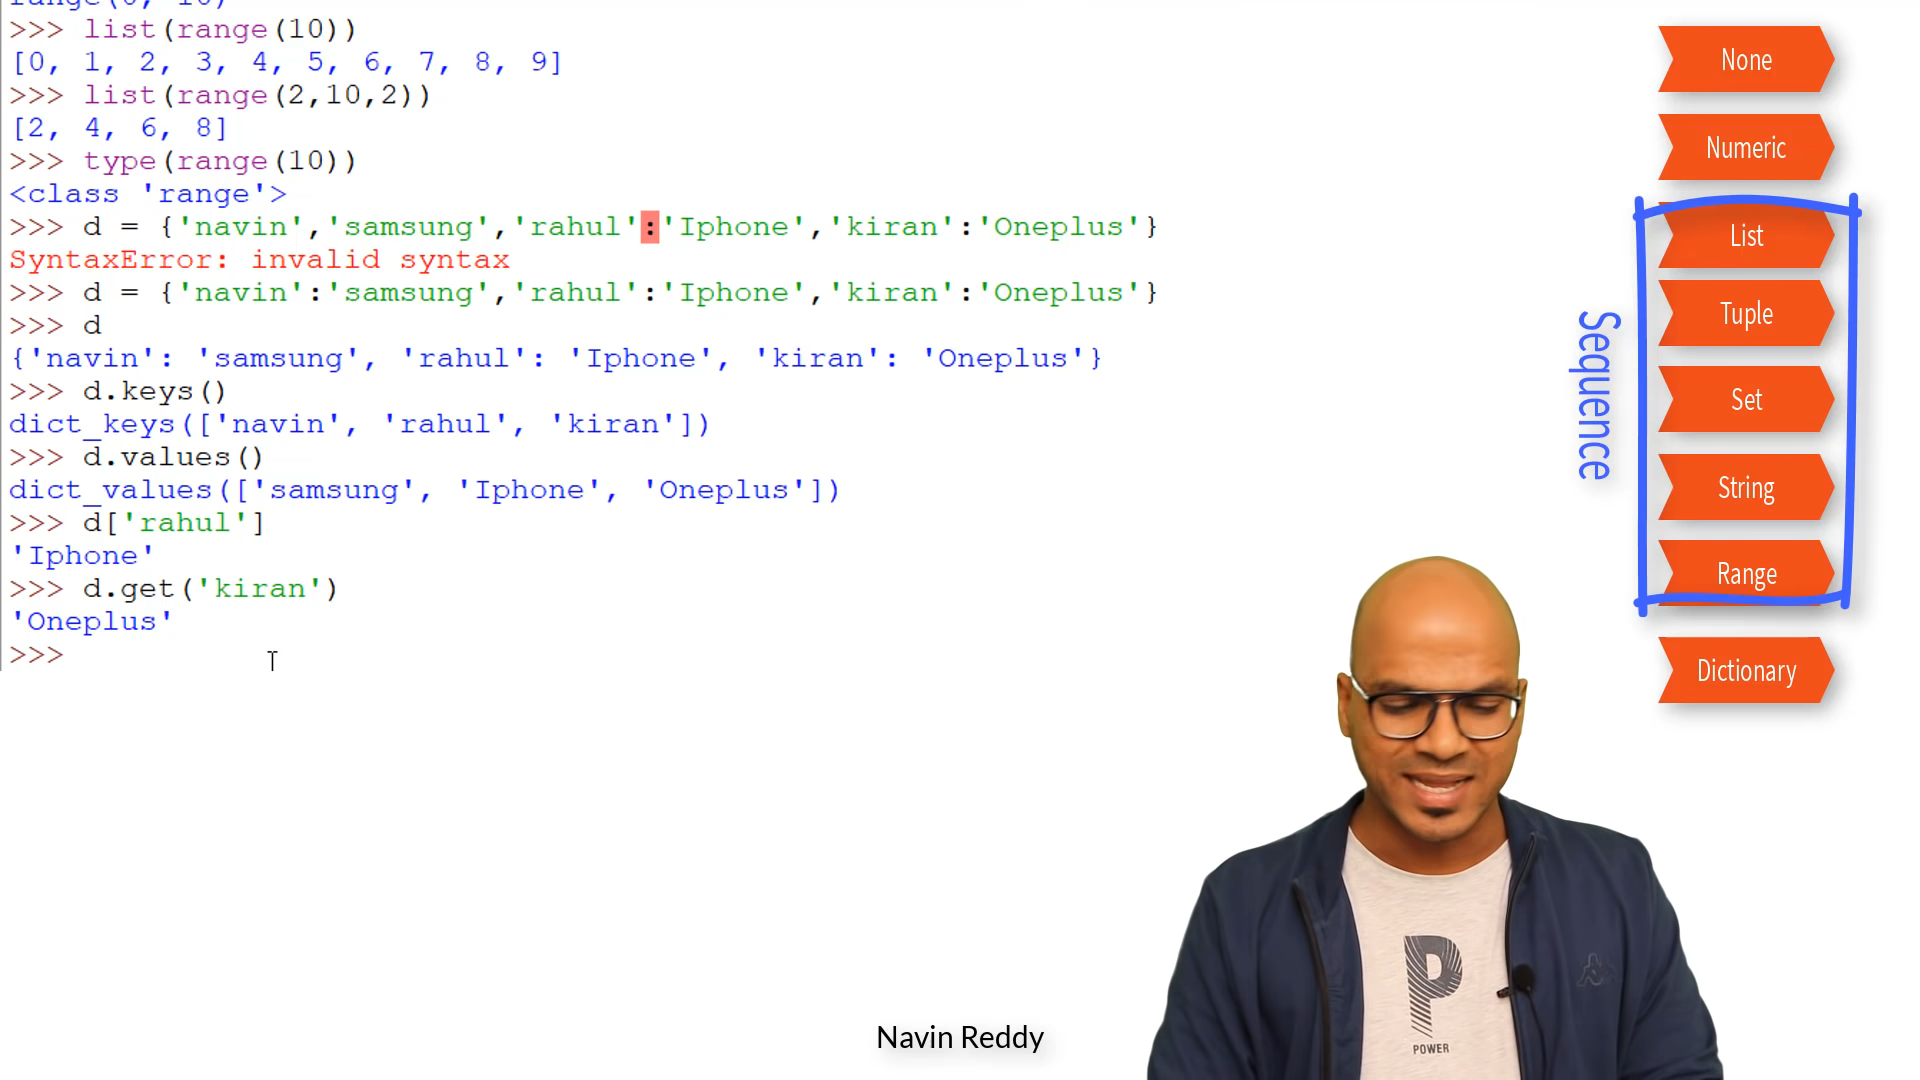 range(0, 10)
>>> list(range(10))
[0, 1, 2, 3, 4, 5, 6, 7, 8, 9]
>>> list(range(2,10,2))
[2, 4, 6, 8]
>>> type(range(10))
<class 'range'>
>>> d = {'navin','samsung','rahul':'Iphone','kiran':'Oneplus'}
SyntaxError: invalid syntax
>>> d = {'navin':'samsung','rahul':'Iphone','kiran':'Oneplus'}
>>> d
{'navin': 'samsung', 'rahul': 'Iphone', 'kiran': 'Oneplus'}
>>> d.keys()
dict_keys(['navin', 'rahul', 'kiran'])
>>> d.values()
dict_values(['samsung', 'Iphone', 'Oneplus'])
>>> d['rahul']
'Iphone'
>>> d.get('kiran')
'Oneplus'
>>>
None
Numeric
Sequence
List
Tuple
Set
String
Range
Dictionary
P
POWER
Navin Reddy